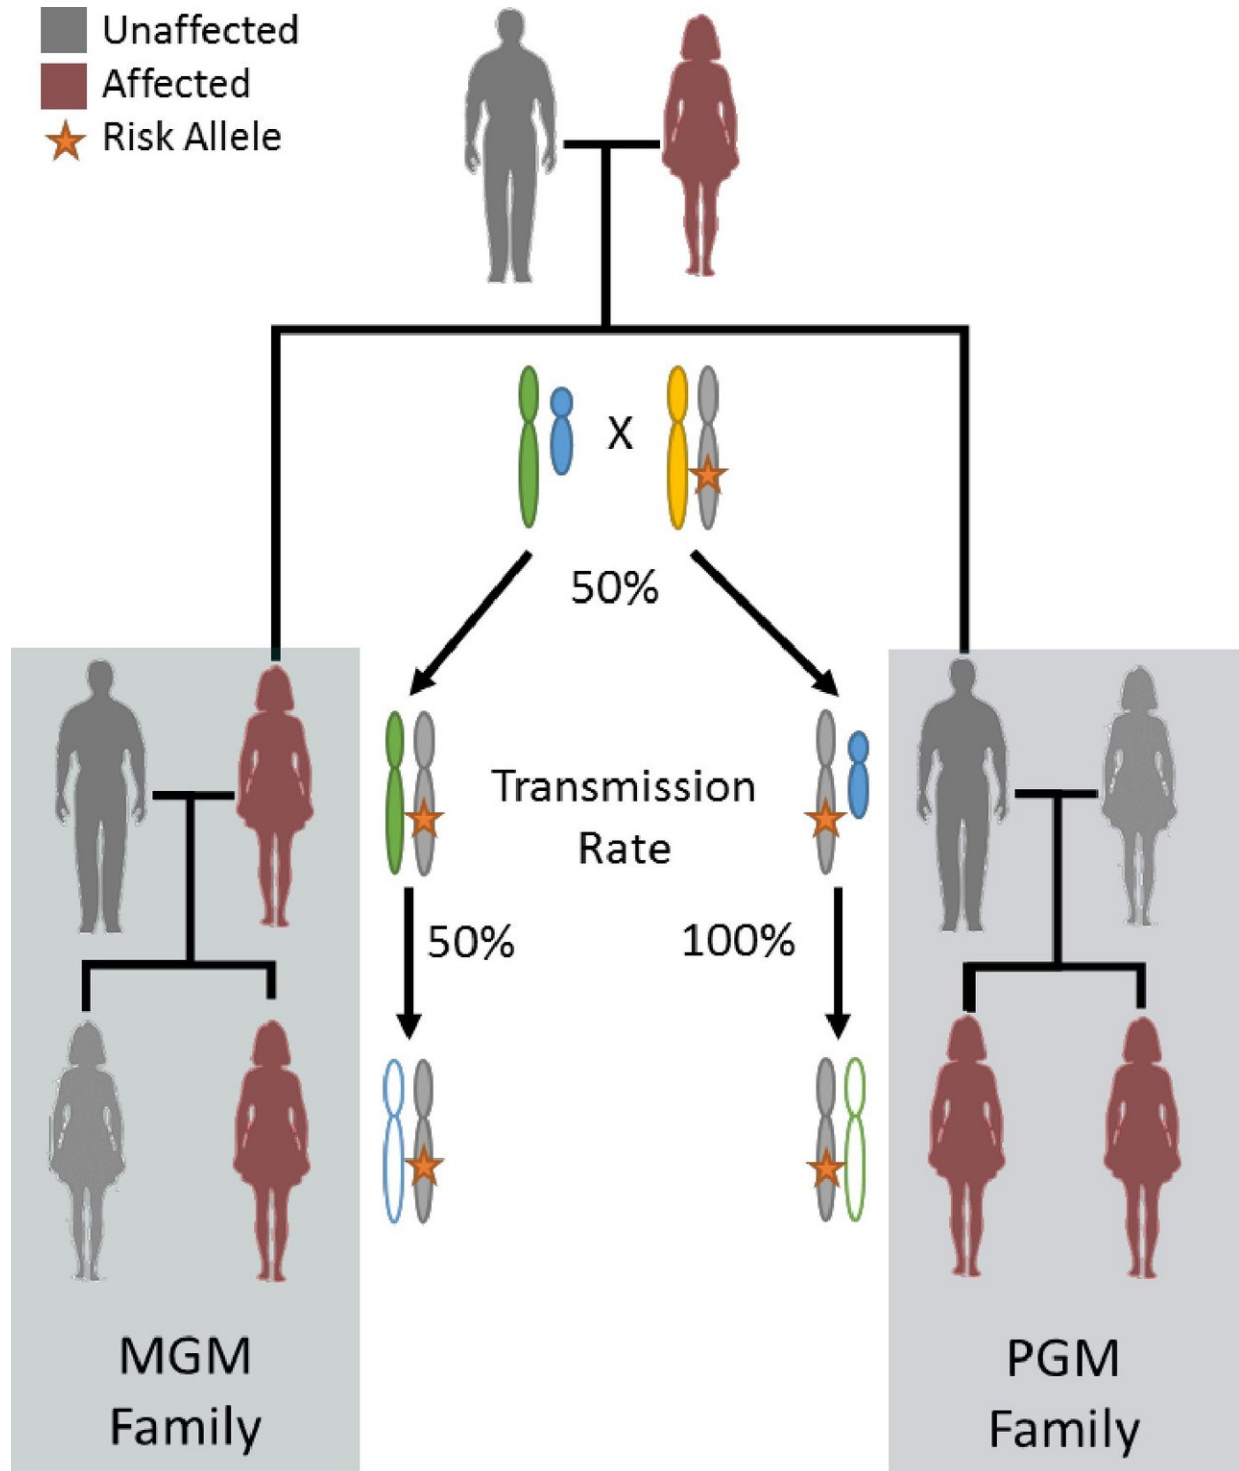 Unaffected
Affected
Risk Allele
X
50%
Transmission
Rate
50%
100%
MGM
Family
PGM
Family